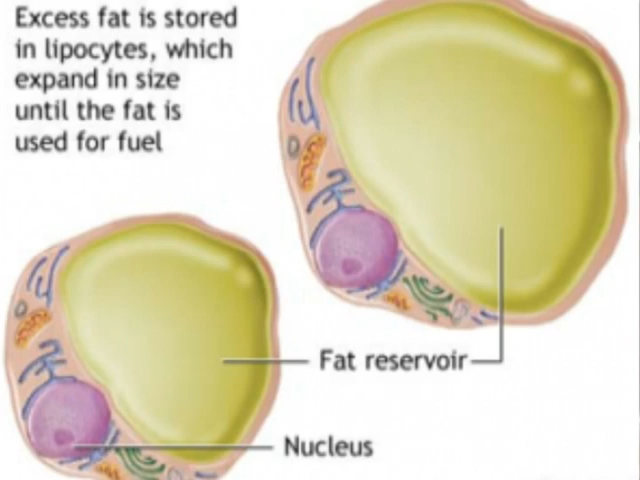 Excess fat is stored
in lipocytes, which
expand in size
until the fat is
used for fuel
Fat reservoir
Nucleus